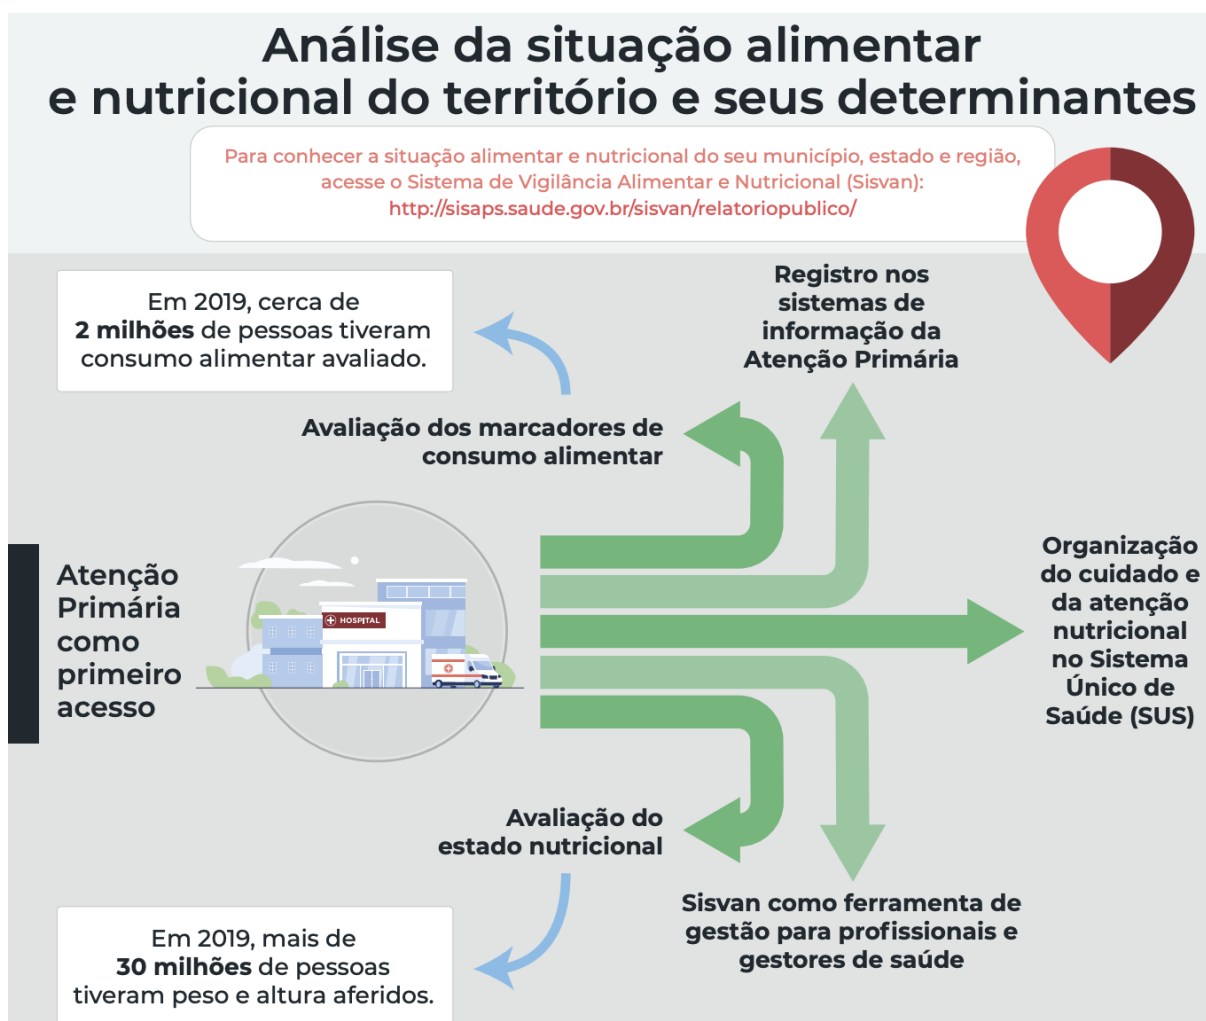 Análise da situação alimentar
e nutricional do território e seus determinantes
Para conhecer a situação alimentar e nutricional do seu município, estado e região,
acesse o Sistema de Vigilância Alimentar e Nutricional (Sisvan):
http://sisaps.saude.gov.br/sisvan/relatoriopublico/
Em 2019, cerca de
2 milhões de pessoas tiveram
consumo alimentar avaliado.
Registro nos
sistemas de
informação da
Atenção Primária
Avaliação dos marcadores de
consumo alimentar
Atenção
Primária
como
primeiro
acesso
HOSPITAL
Organização
do cuidado e
da atenção
nutricional
no Sistema
Único de
Saúde (SUS)
Avaliação do
estado nutricional
Sisvan como ferramenta de
gestão para profissionais e
gestores de saúde
Em 2019, mais de
30 milhões de pessoas
tiveram peso e altura aferidos.